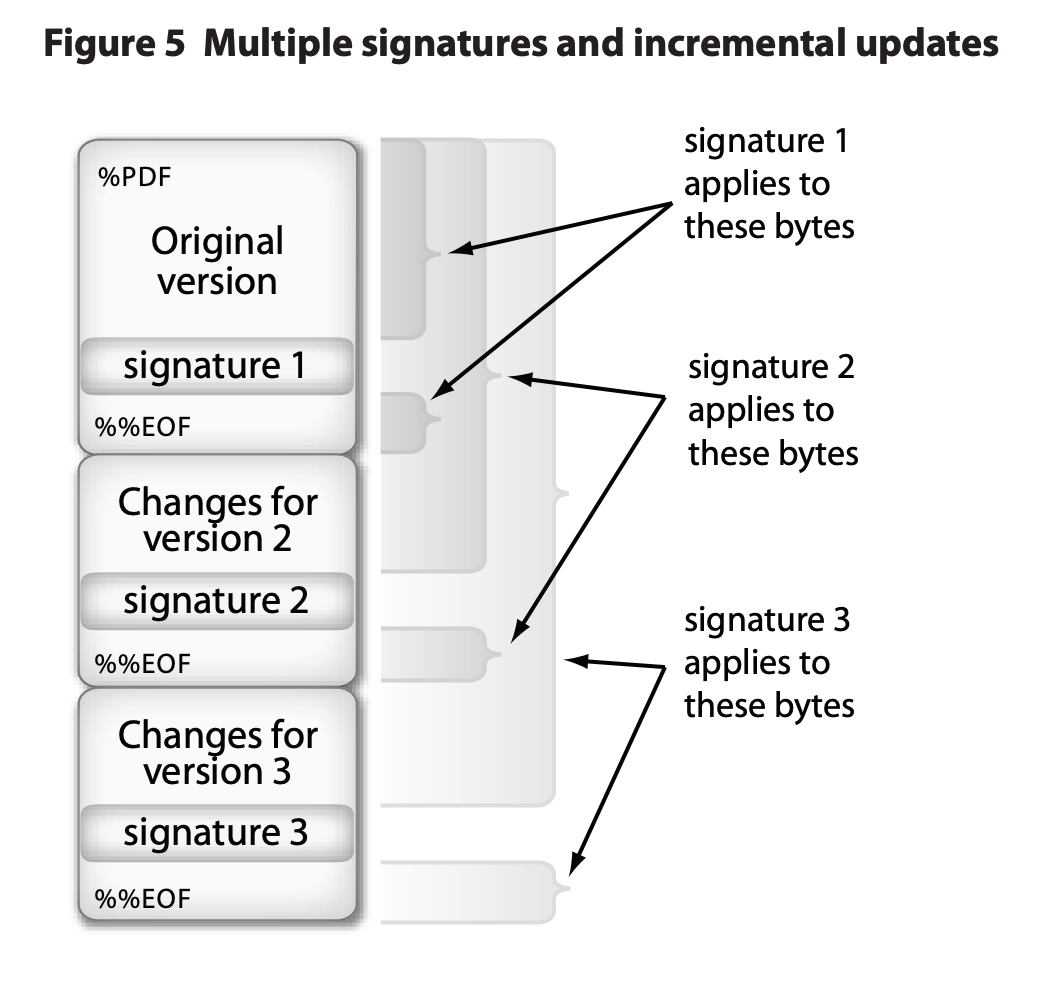 Figure 5 Multiple signatures and incremental updates
%PDF
Original
version
signature 1
%%EOF
Changes for
version 2
signature 2
%%EOF
Changes for
version 3
signature 3
%%EOF
signature 1
applies to
these bytes
signature 2
applies to
these bytes
signature 3
applies to
these bytes